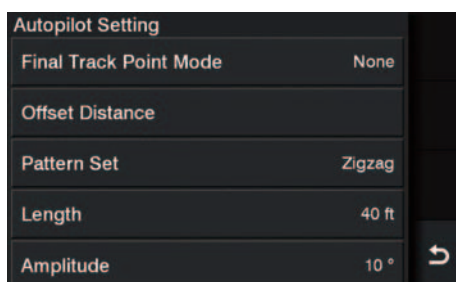 Autopilot Setting
Final Track Point Mode None
Offset Distance
Pattern Set Zigzag
Length 40 ft
Amplitude 10 °